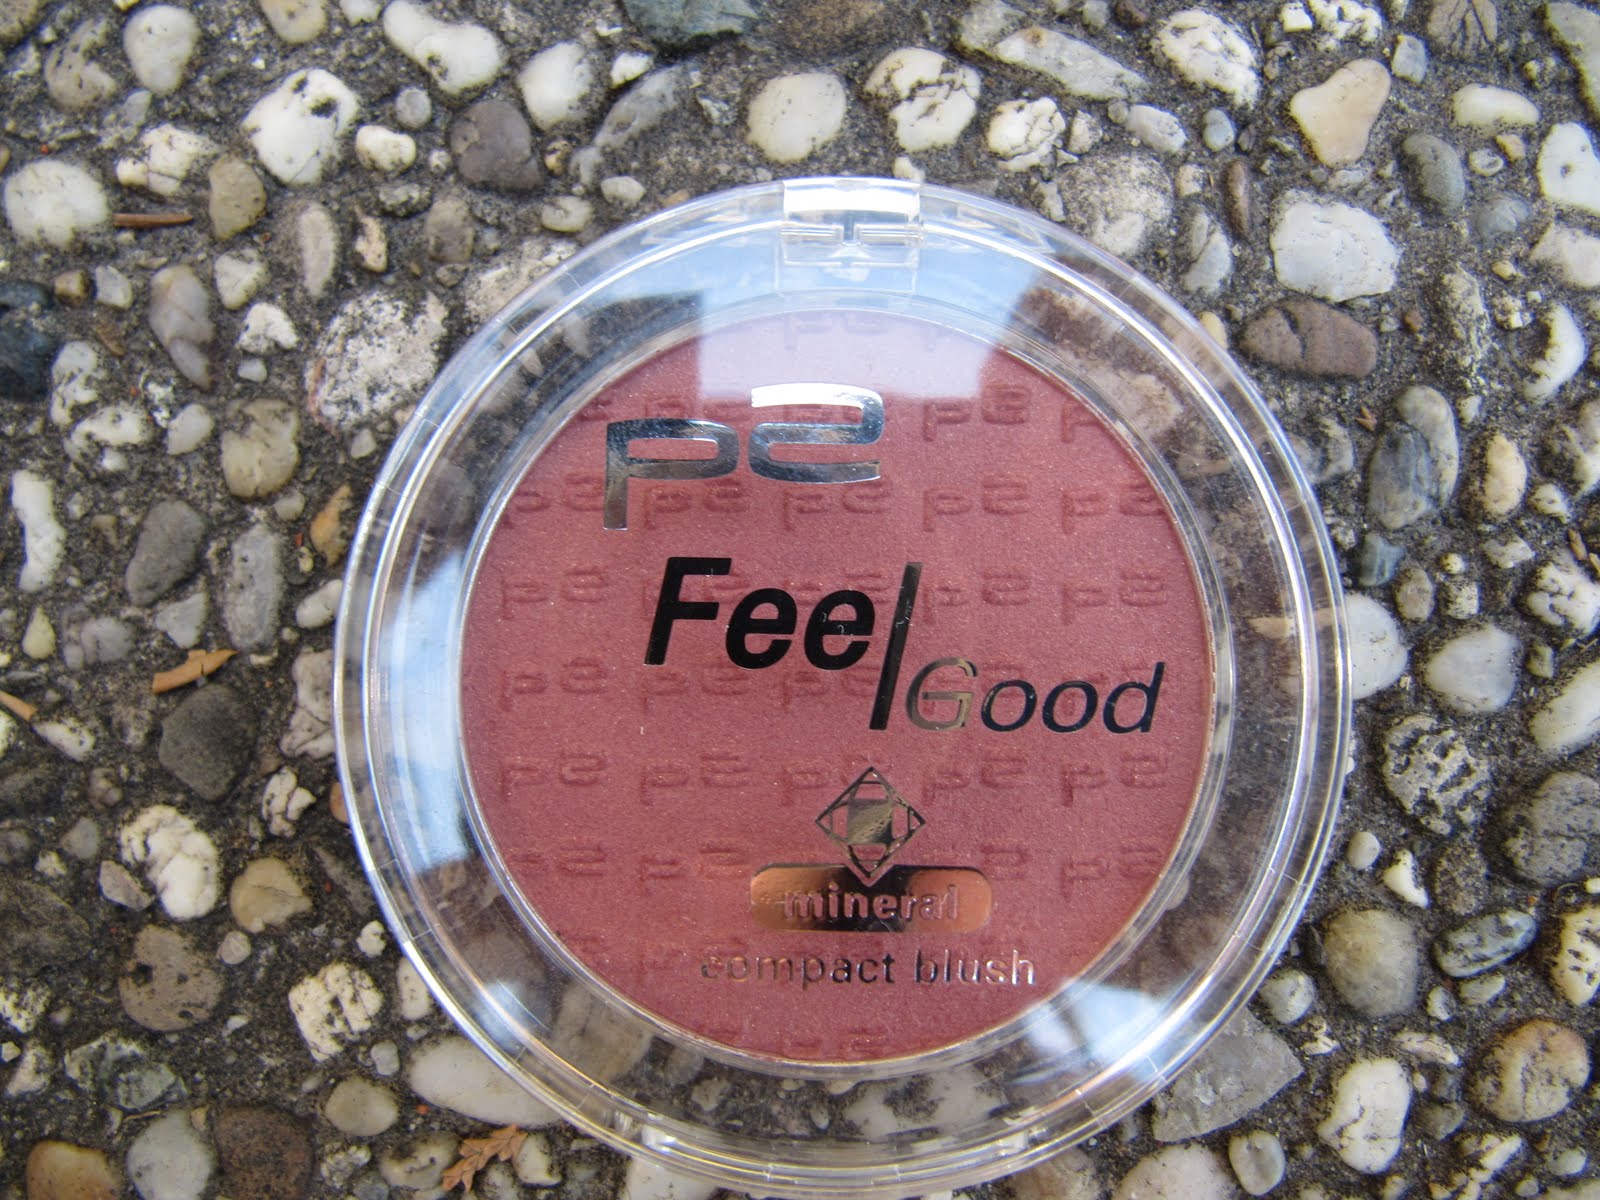 p2
Feel
Good
mineral
compact blush